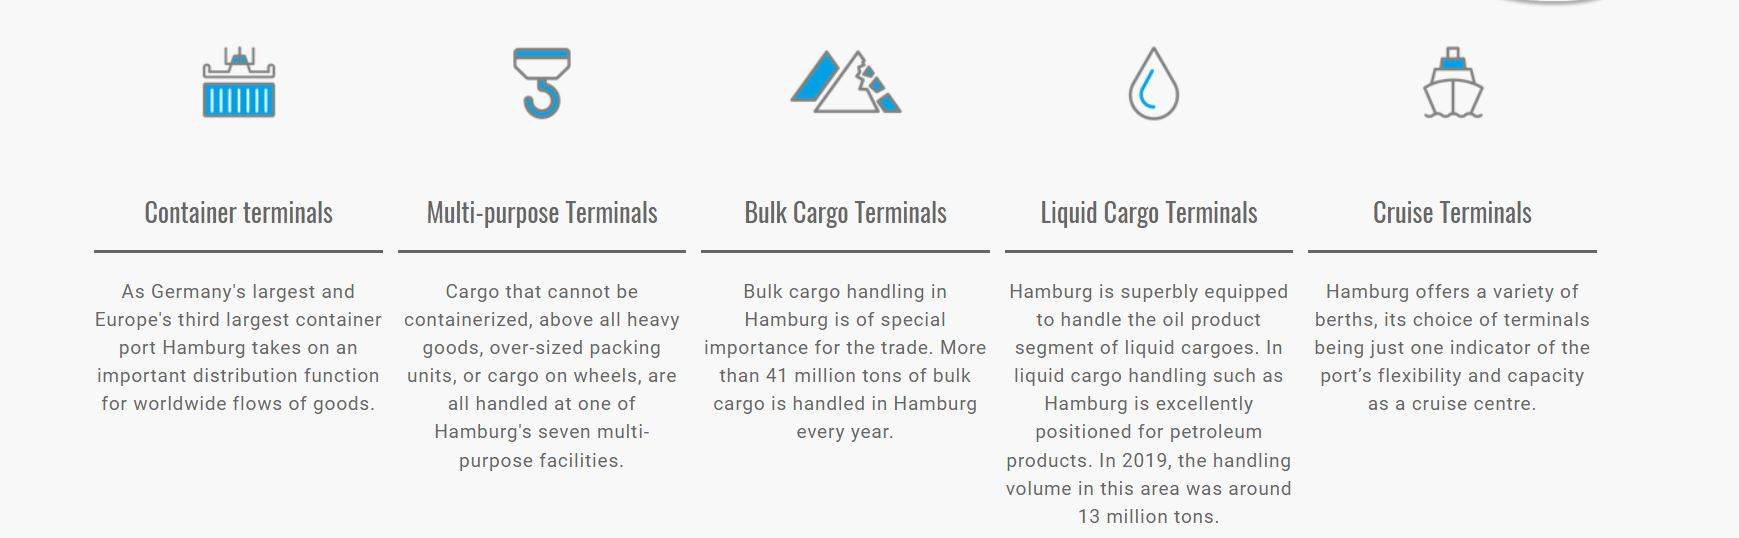 Container terminals
As Germany's largest and
Europe's third largest container
port Hamburg takes on an
important distribution function
for worldwide flows of goods.
Multi-purpose Terminals
Cargo that cannot be
containerized, above all heavy
goods, over-sized packing
units, or cargo on wheels, are
all handled at one of
Hamburg's seven multi-
purpose facilities.
Bulk Cargo Terminals
Bulk cargo handling in
Hamburg is of special
importance for the trade. More
than 41 million tons of bulk
cargo is handled in Hamburg
every year.
Liquid Cargo Terminals
Hamburg is superbly equipped
to handle the oil product
segment of liquid cargoes. In
liquid cargo handling such as
Hamburg is excellently
positioned for petroleum
products. In 2019, the handling
volume in this area was around
13 million tons.
Cruise Terminals
Hamburg offers a variety of
berths, its choice of terminals
being just one indicator of the
port’s flexibility and capacity
as a cruise centre.